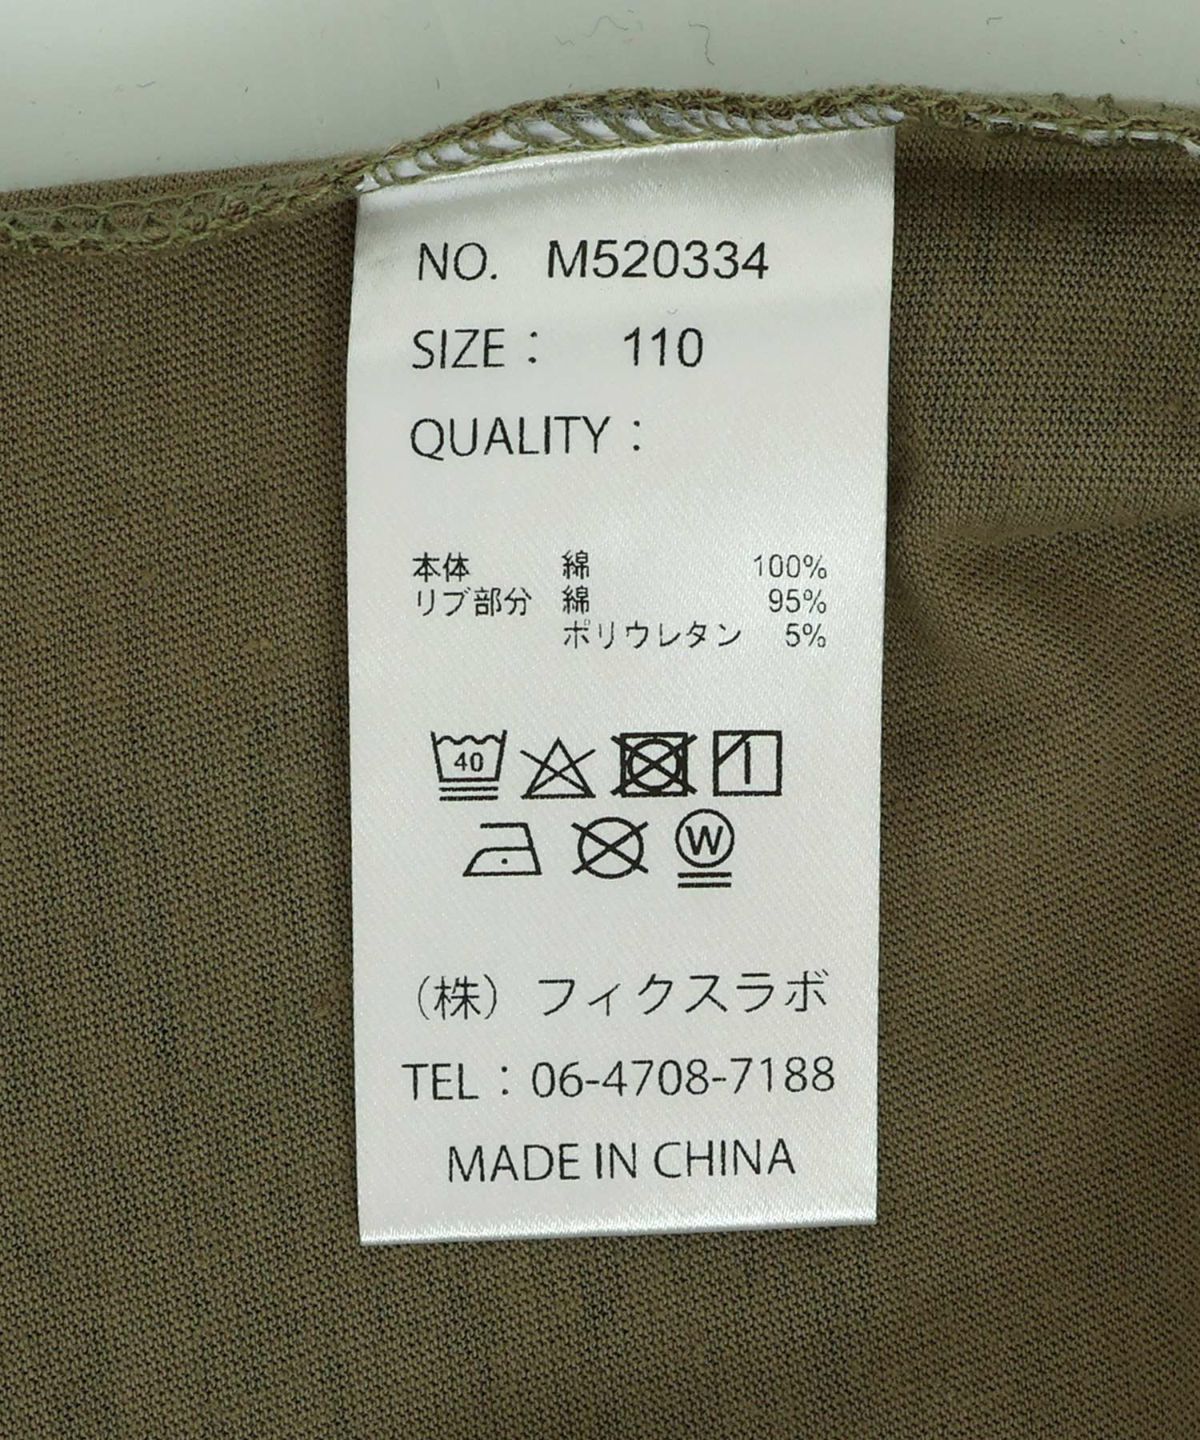 NO. M520334
SIZE： 110
QUALITY：
本体 綿 100%
リブ部分 綿 95%
ポリウレタン 5%
40
W
（株）フィクスラボ
TEL：06-4708-7188
MADE IN CHINA